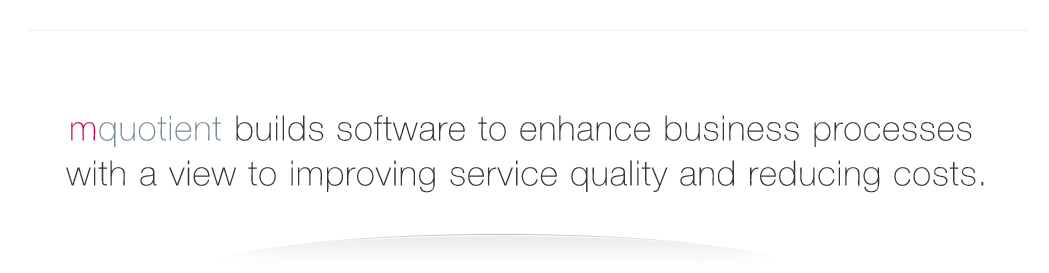 mquotient builds software to enhance business processes
with a view to improving service quality and reducing costs.